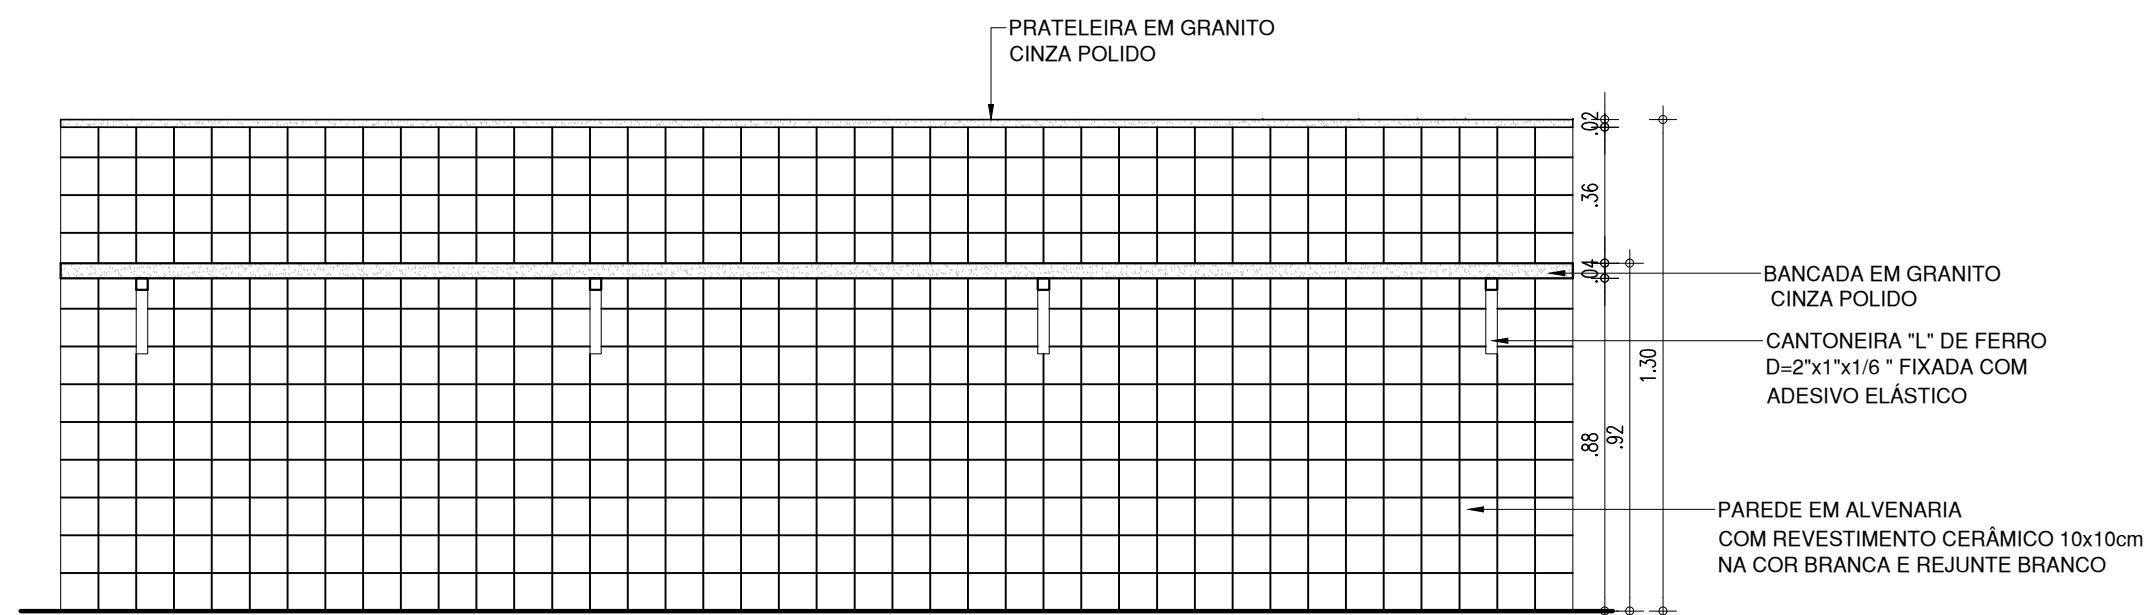 PRATELEIRA EM GRANITO
CINZA POLIDO
.02
.36
.04
BANCADA EM GRANITO
CINZA POLIDO
CANTONEIRA "L" DE FERRO
D=2"x1"x1/6 " FIXADA COM
ADESIVO ELÁSTICO
1.30
.88
.92
PAREDE EM ALVENARIA
COM REVESTIMENTO CERÂMICO 10x10cm
NA COR BRANCA E REJUNTE BRANCO